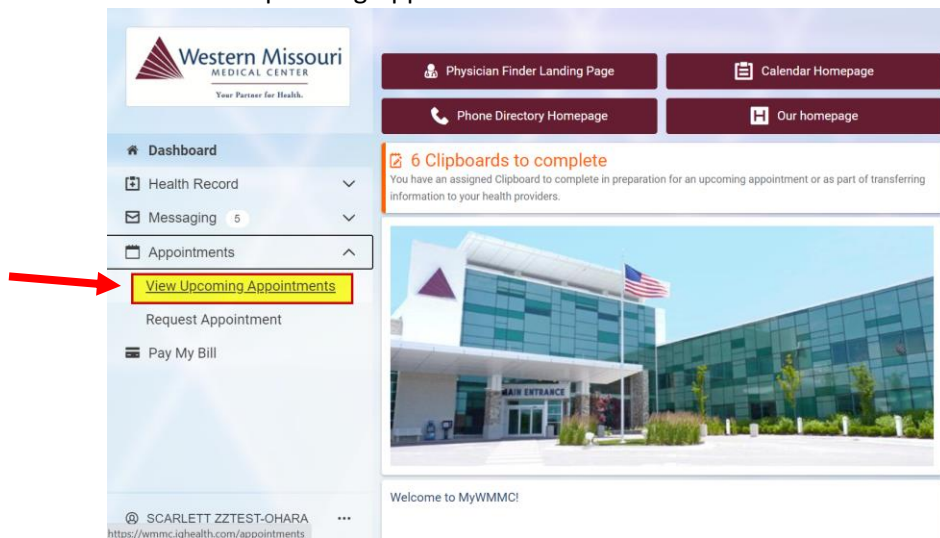 Western Missouri
MEDICAL CENTER
Your Partner for Health.
Physician Finder Landing Page
Calendar Homepage
Phone Directory Homepage
H Our homepage
Dashboard
6 Clipboards to complete
You have an assigned Clipboard to complete in preparation for an upcoming appointment or as part of transferring
information to your health providers.
Health Record
Messaging 5
Appointments
View Upcoming Appointments
Request Appointment
Pay My Bill
MAIN ENTRANCE
Welcome to MyWMMC!
SCARLETT ZZTEST-OHARA ...
https://wmmc.iqhealth.com/appointments